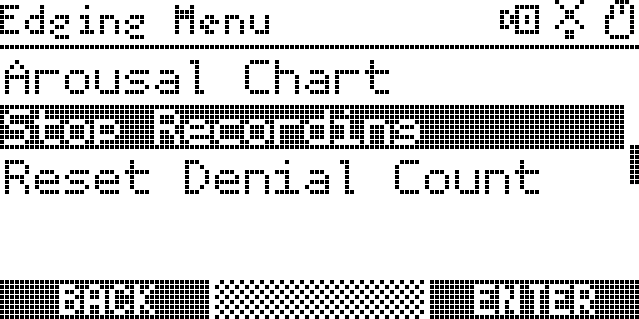 Edging Menu
Arousal Chart
Stop Recording
Reset Denial Count
BACK ENTER